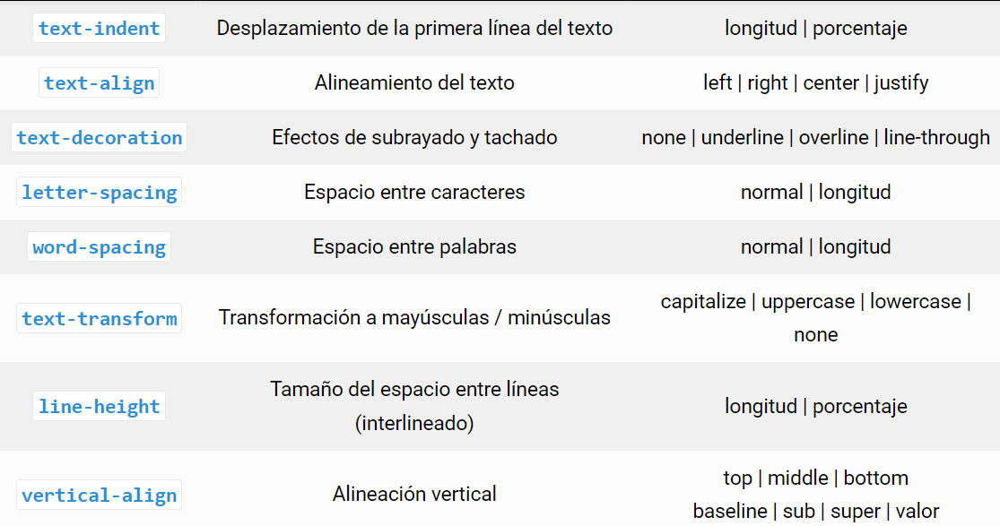 text-indent Desplazamiento de la primera línea del texto longitud | porcentaje
text-align Alineamiento del texto left | right | center | justify
text-decoration Efectos de subrayado y tachado none | underline | overline | line-through
letter-spacing Espacio entre caracteres normal | longitud
word-spacing Espacio entre palabras normal | longitud
text-transform Transformación a mayúsculas / minúsculas capitalize | uppercase | lowercase |
none
line-height Tamaño del espacio entre líneas
(interlineado) longitud | porcentaje
vertical-align Alineación vertical top | middle | bottom
baseline | sub | super | valor